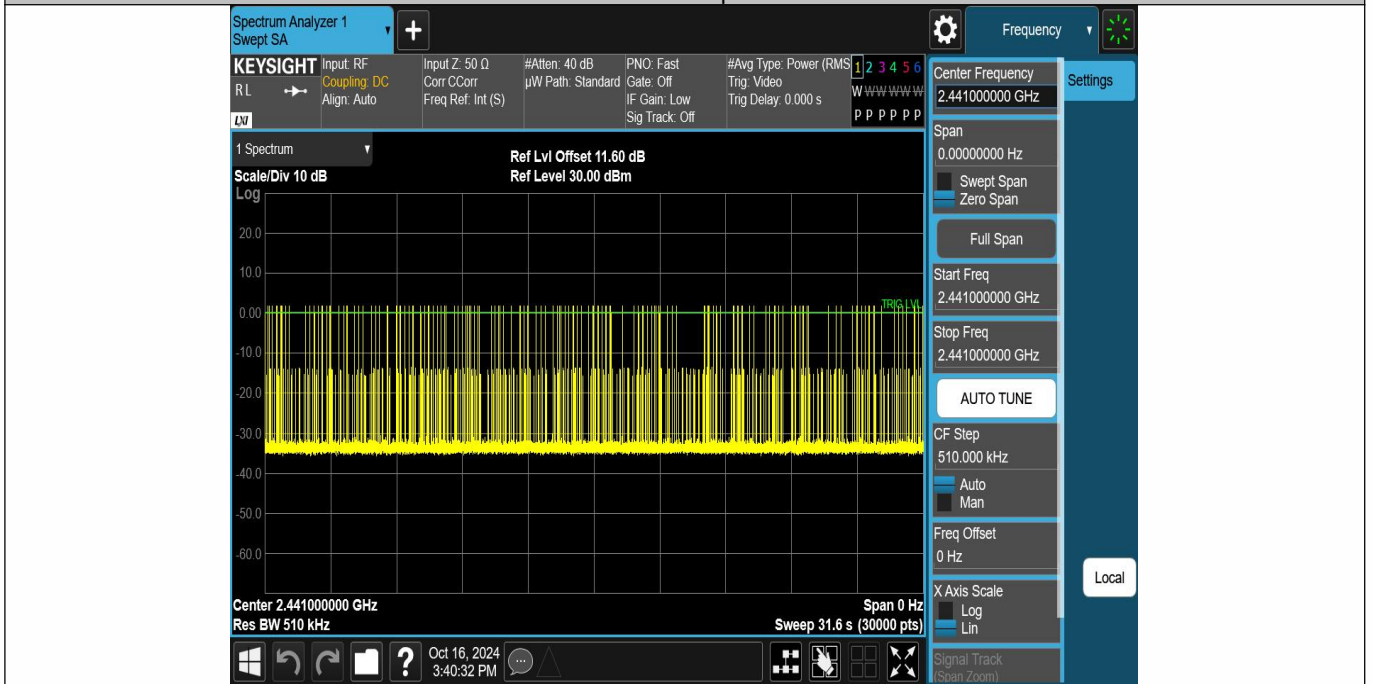 Spectrum Analyzer 1
Swept SA
+
Frequency
KEYSIGHT
RL
LXI
Input: RF
Coupling: DC
Align: Auto
Input Z: 50 Ω
Corr CCorr
Freq Ref: Int (S)
#Atten: 40 dB
µW Path: Standard
PNO: Fast
Gate: Off
IF Gain: Low
Sig Track: Off
#Avg Type: Power (RMS
Trig: Video
Trig Delay: 0.000 s
1 2 3 4 5 6
W W W W W W
P P P P P P
1 Spectrum
Scale/Div 10 dB
Ref Lvl Offset 11.60 dB
Ref Level 30.00 dBm
Log
20.0
10.0
0.00
-10.0
-20.0
-30.0
-40.0
-50.0
-60.0
TRIG LVL
Center 2.441000000 GHz
Res BW 510 kHz
Span 0 Hz
Sweep 31.6 s (30000 pts)
Center Frequency
2.441000000 GHz
Settings
Span
0.00000000 Hz
Swept Span
Zero Span
Full Span
Start Freq
2.441000000 GHz
Stop Freq
2.441000000 GHz
AUTO TUNE
CF Step
510.000 kHz
Auto
Man
Freq Offset
0 Hz
X Axis Scale
Log
Lin
Local
Signal Track
(Span Zoom)
?
Oct 16, 2024
3:40:32 PM